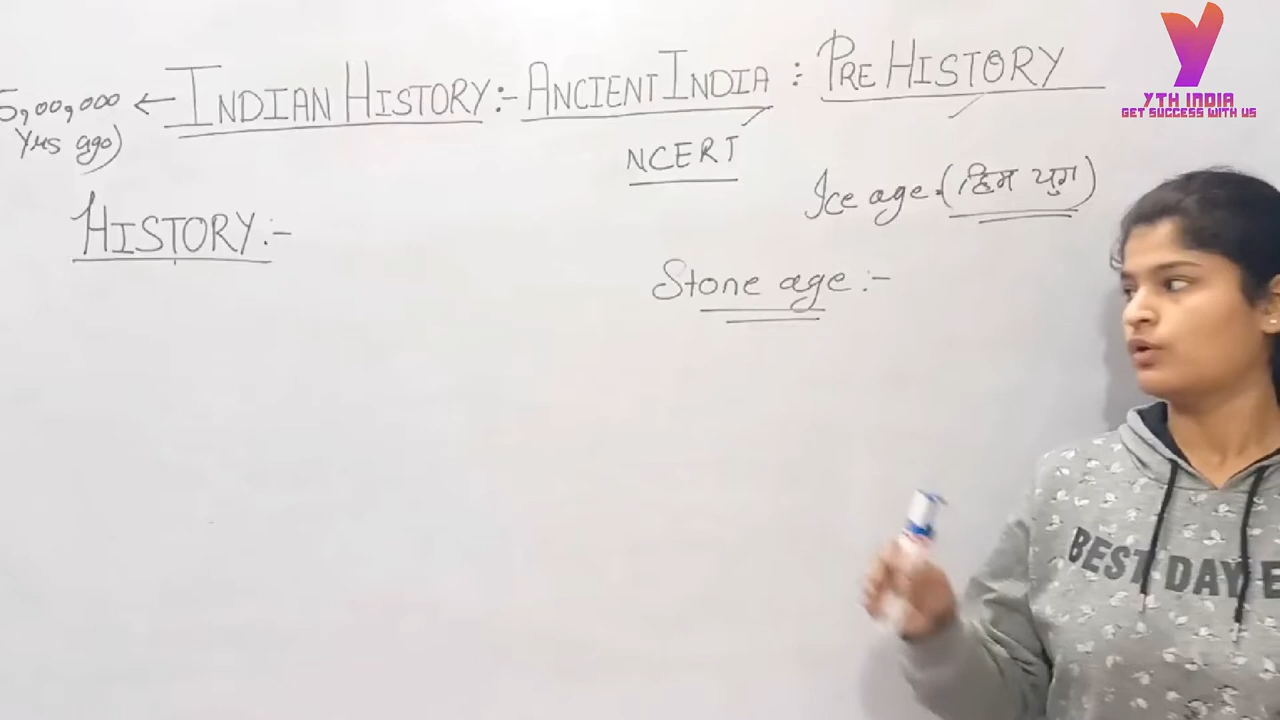 5,00,000 ← INDIAN HISTORY:- ANCIENT INDIA : PRE HISTORY
Yrs ago)
NCERT
Ice age.(हिम युग)
HISTORY:-
Stone age:-
YTH INDIA
GET SUCCESS WITH US
BEST DAY E